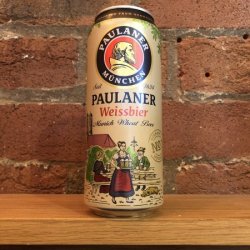 PAULANER
MÜNCHEN
Seit 1634
PAULANER
Weissbier
Munich Wheat Beer